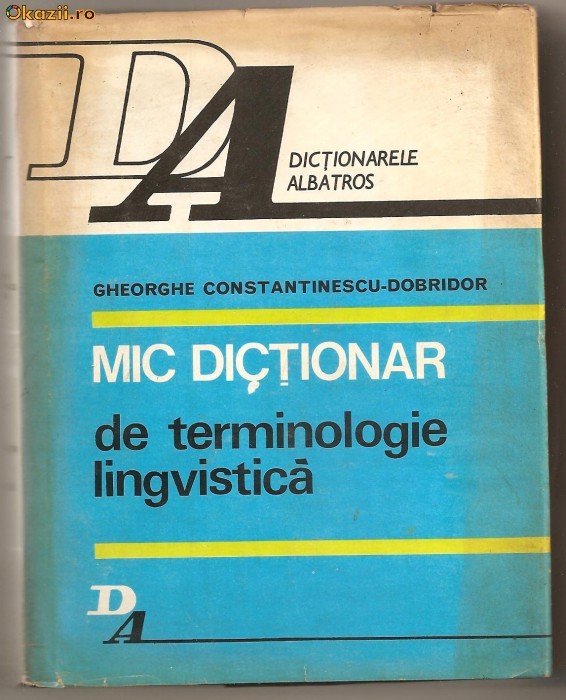 Okazii.ro
DA
DICȚIONARELE
ALBATROS
GHEORGHE CONSTANTINESCU-DOBRIDOR
MIC DICȚIONAR
de terminologie
lingvistică
DA